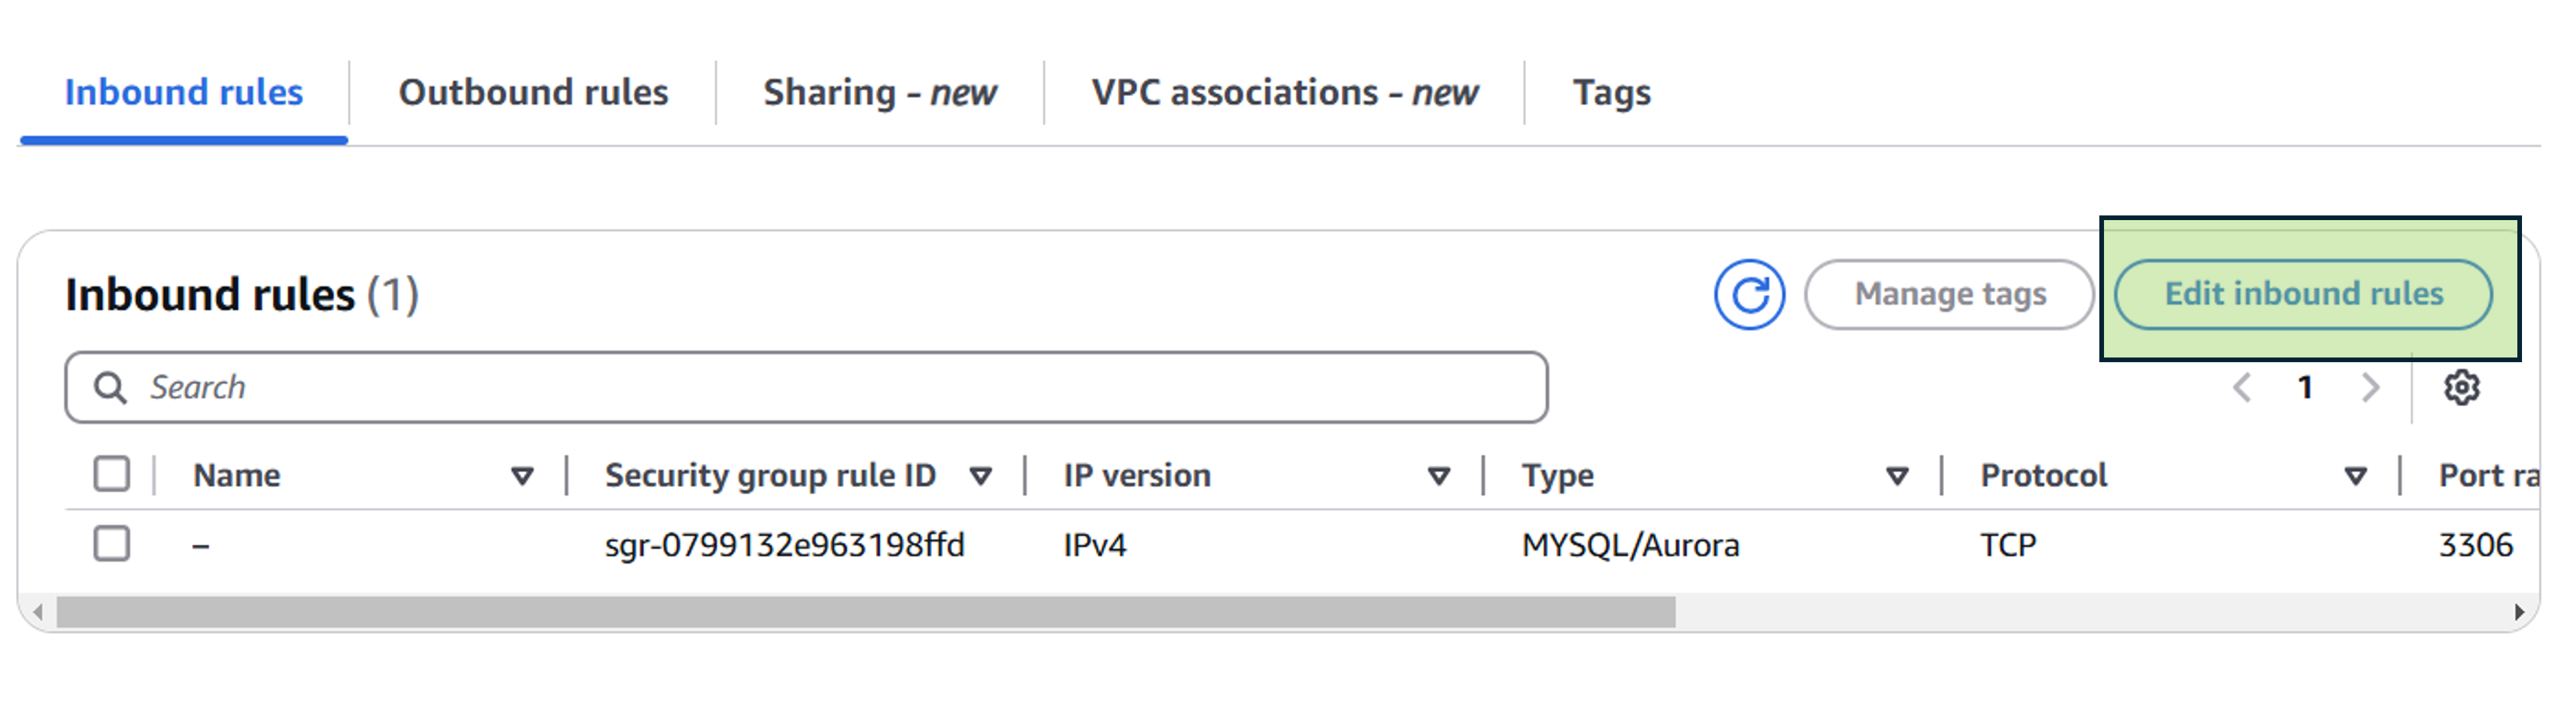 Inbound rules Outbound rules Sharing - new VPC associations - new Tags
Inbound rules (1) Manage tags Edit inbound rules
Search 1
Name Security group rule ID IP version Type Protocol Port ra
– sgr-0799132e963198ffd IPv4 MYSQL/Aurora TCP 3306